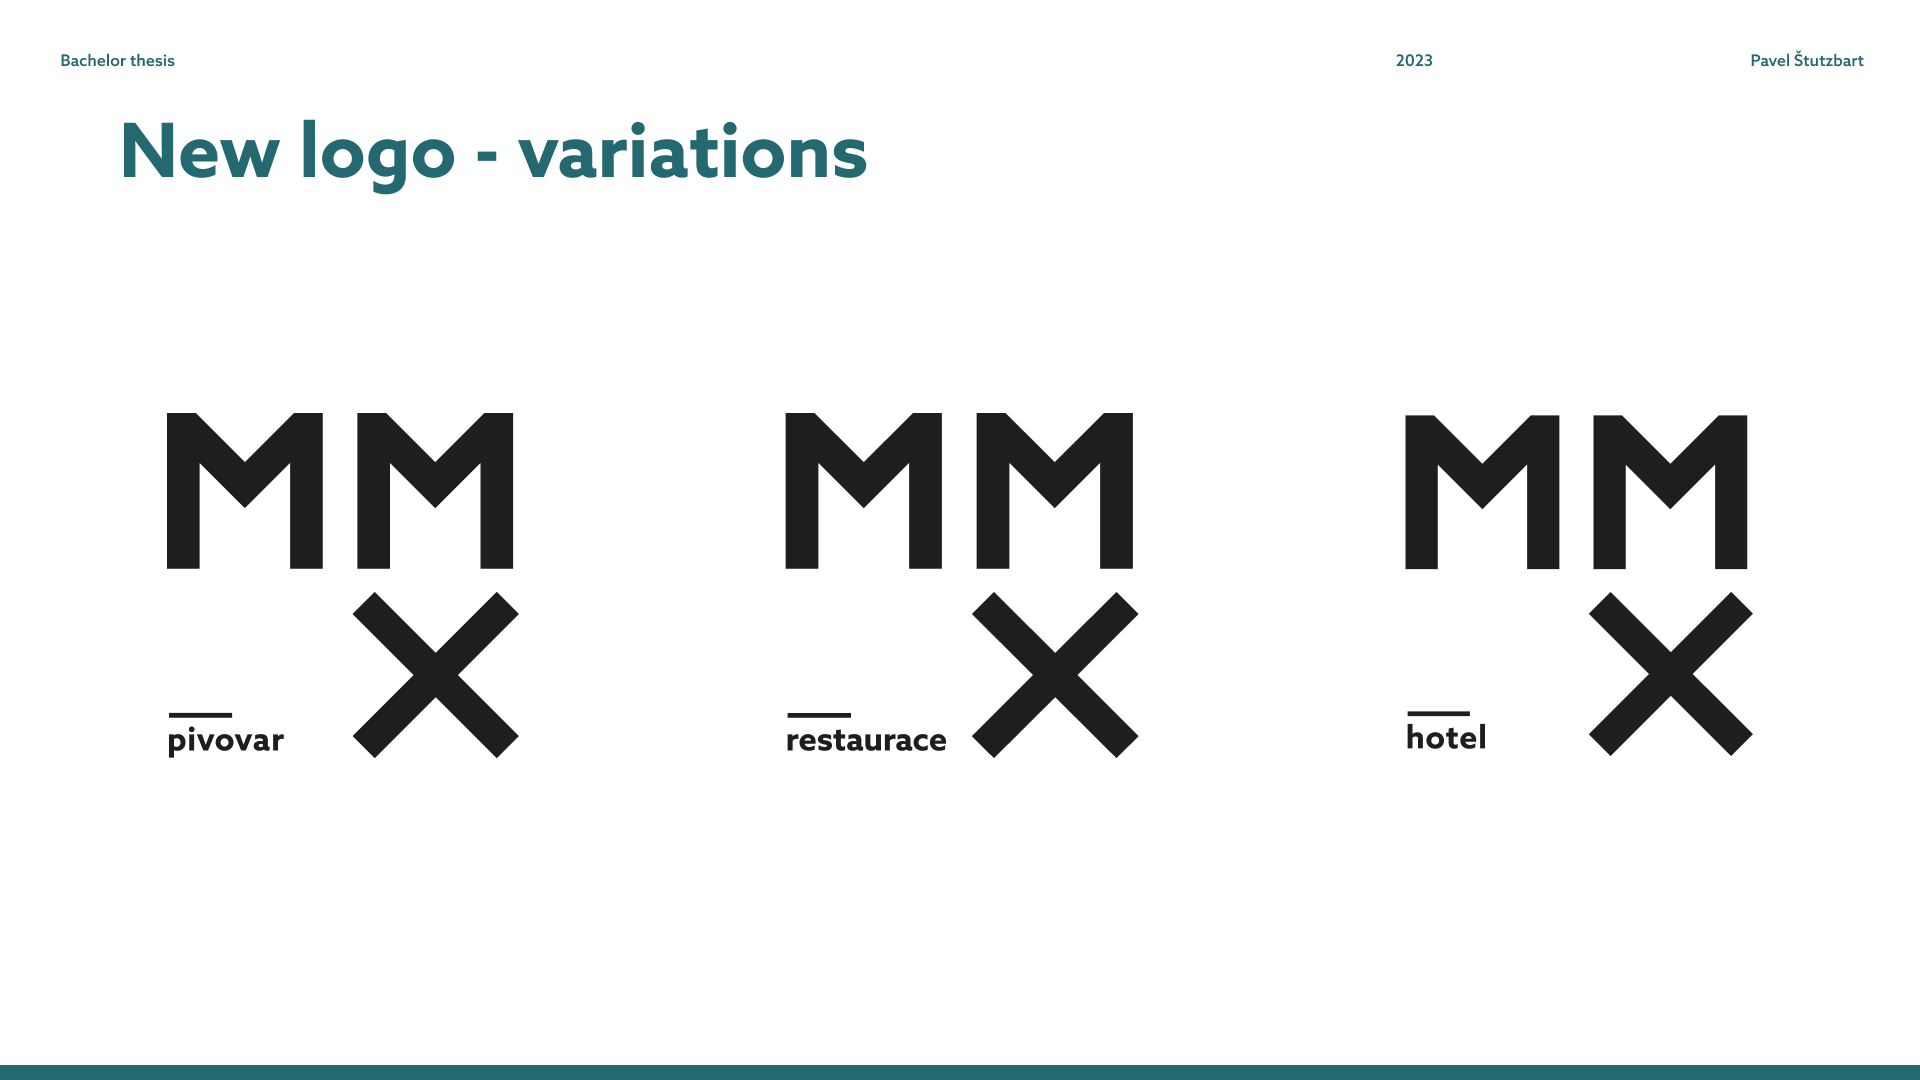 Bachelor thesis
2023
Pavel Štutzbart
New logo - variations
MM
X
pivovar
MM
X
restaurace
MM
X
hotel